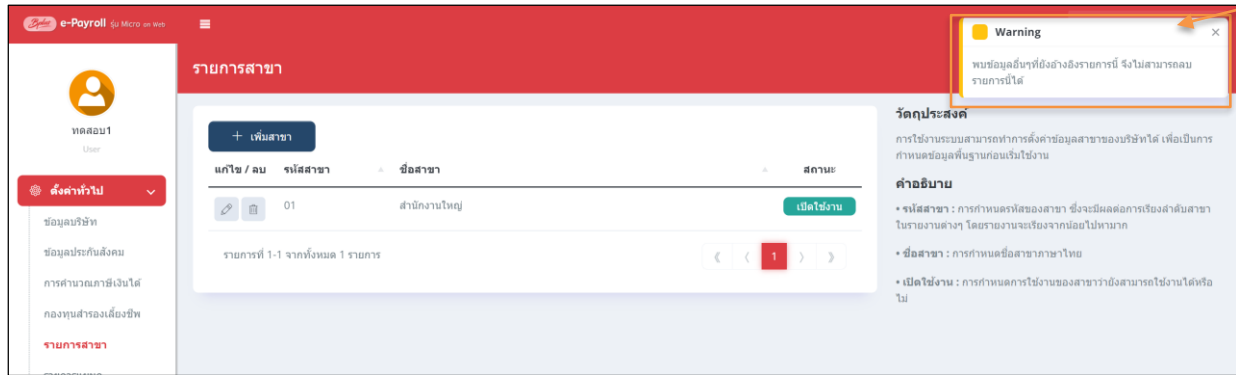 e-Payroll รุ่น Micro on Web
Warning
พบข้อมูลอื่นๆที่ยังอ้างอิงรายการนี้ จึงไม่สามารถลบ
รายการนี้ได้
รายการสาขา
ทดสอบ1
User
ตั้งค่าทั่วไป
ข้อมูลบริษัท
ข้อมูลประกันสังคม
การคำนวณภาษีเงินได้
กองทุนสำรองเลี้ยงชีพ
รายการสาขา
+ เพิ่มสาขา
แก้ไข / ลบ รหัสสาขา ชื่อสาขา สถานะ
01 สำนักงานใหญ่ เปิดใช้งาน
รายการที่ 1-1 จากทั้งหมด 1 รายการ
1
วัตถุประสงค์
การใช้งานระบบสามารถทำการตั้งค่าข้อมูลสาขาของบริษัทได้ เพื่อเป็นการ
กำหนดข้อมูลพื้นฐานก่อนเริ่มใช้งาน
คำอธิบาย
• รหัสสาขา : การกำหนดรหัสของสาขา ซึ่งจะมีผลต่อการเรียงลำดับสาขา
ในรายงานต่างๆ โดยรายงานจะเรียงจากน้อยไปหามาก
• ชื่อสาขา : การกำหนดชื่อสาขาภาษาไทย
• เปิดใช้งาน : การกำหนดการใช้งานของสาขาว่ายังสามารถใช้งานได้หรือ
ไม่